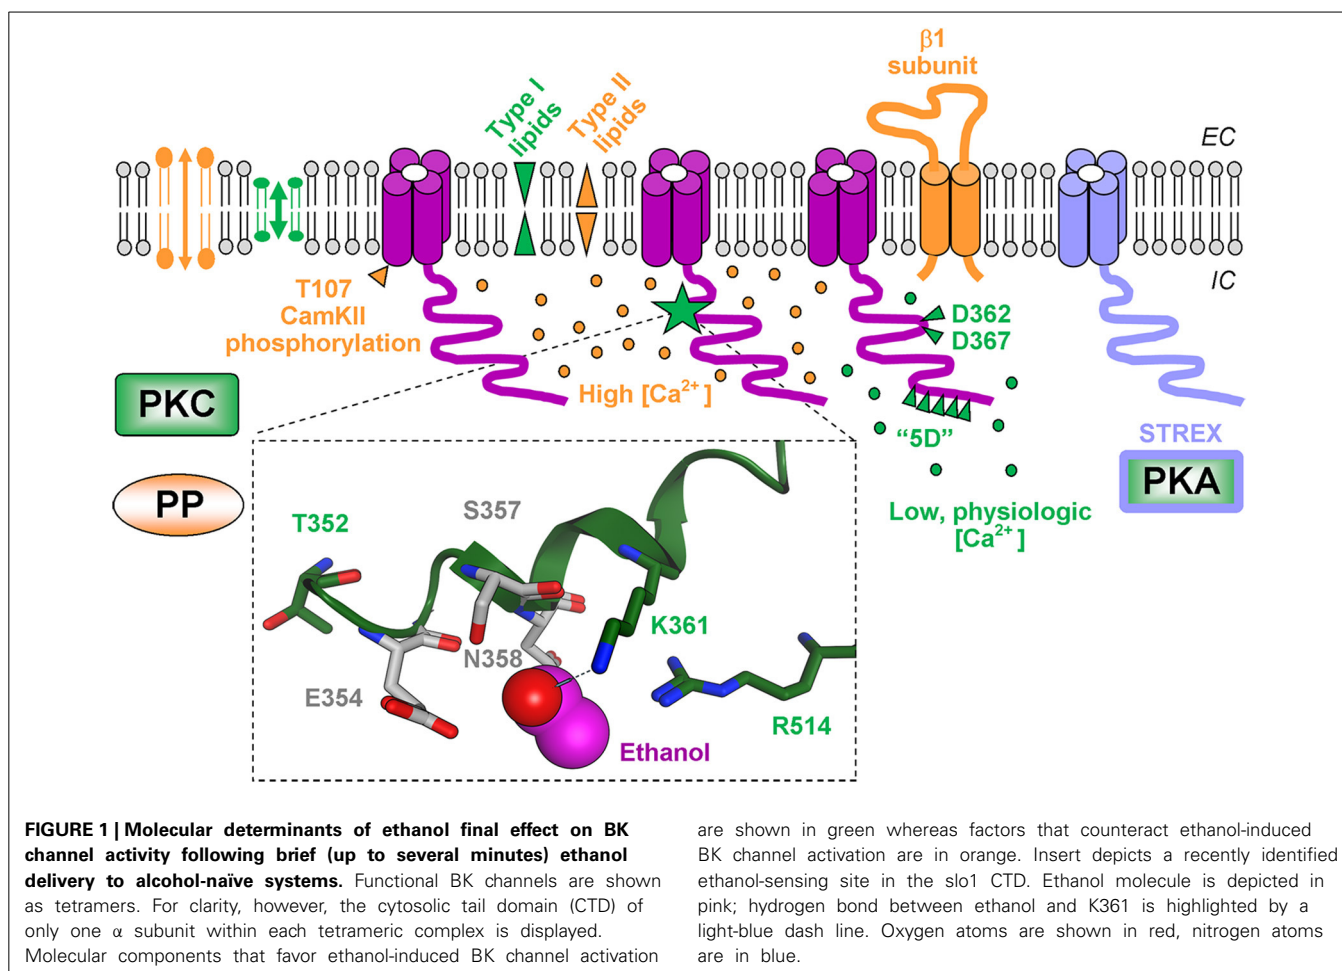 β1
subunit
Type I
lipids
Type II
lipids
EC
IC
T107
CamKII
phosphorylation
D362
D367
High [Ca2+]
"5D"
PKC
PP
STREX
PKA
Low, physiologic
[Ca2+]
T352
S357
K361
N358
E354
R514
Ethanol
FIGURE 1 | Molecular determinants of ethanol final effect on BK
channel activity following brief (up to several minutes) ethanol
delivery to alcohol-naïve systems. Functional BK channels are shown
as tetramers. For clarity, however, the cytosolic tail domain (CTD) of
only one α subunit within each tetrameric complex is displayed.
Molecular components that favor ethanol-induced BK channel activation
are shown in green whereas factors that counteract ethanol-induced
BK channel activation are in orange. Insert depicts a recently identified
ethanol-sensing site in the slo1 CTD. Ethanol molecule is depicted in
pink; hydrogen bond between ethanol and K361 is highlighted by a
light-blue dash line. Oxygen atoms are shown in red, nitrogen atoms
are in blue.